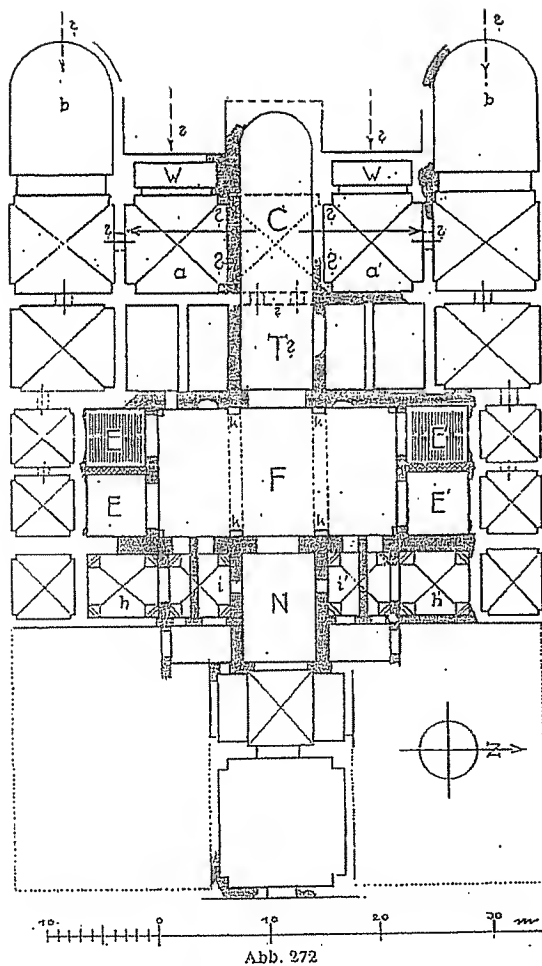 ? ?
? ?
b b
W W
? ?
? C ?
? ?
? ?
a a'
?
T ?
E k k E'
F
E k k E'
h i N i' h'
N
10. 0 10 20 30 m
Abb. 272